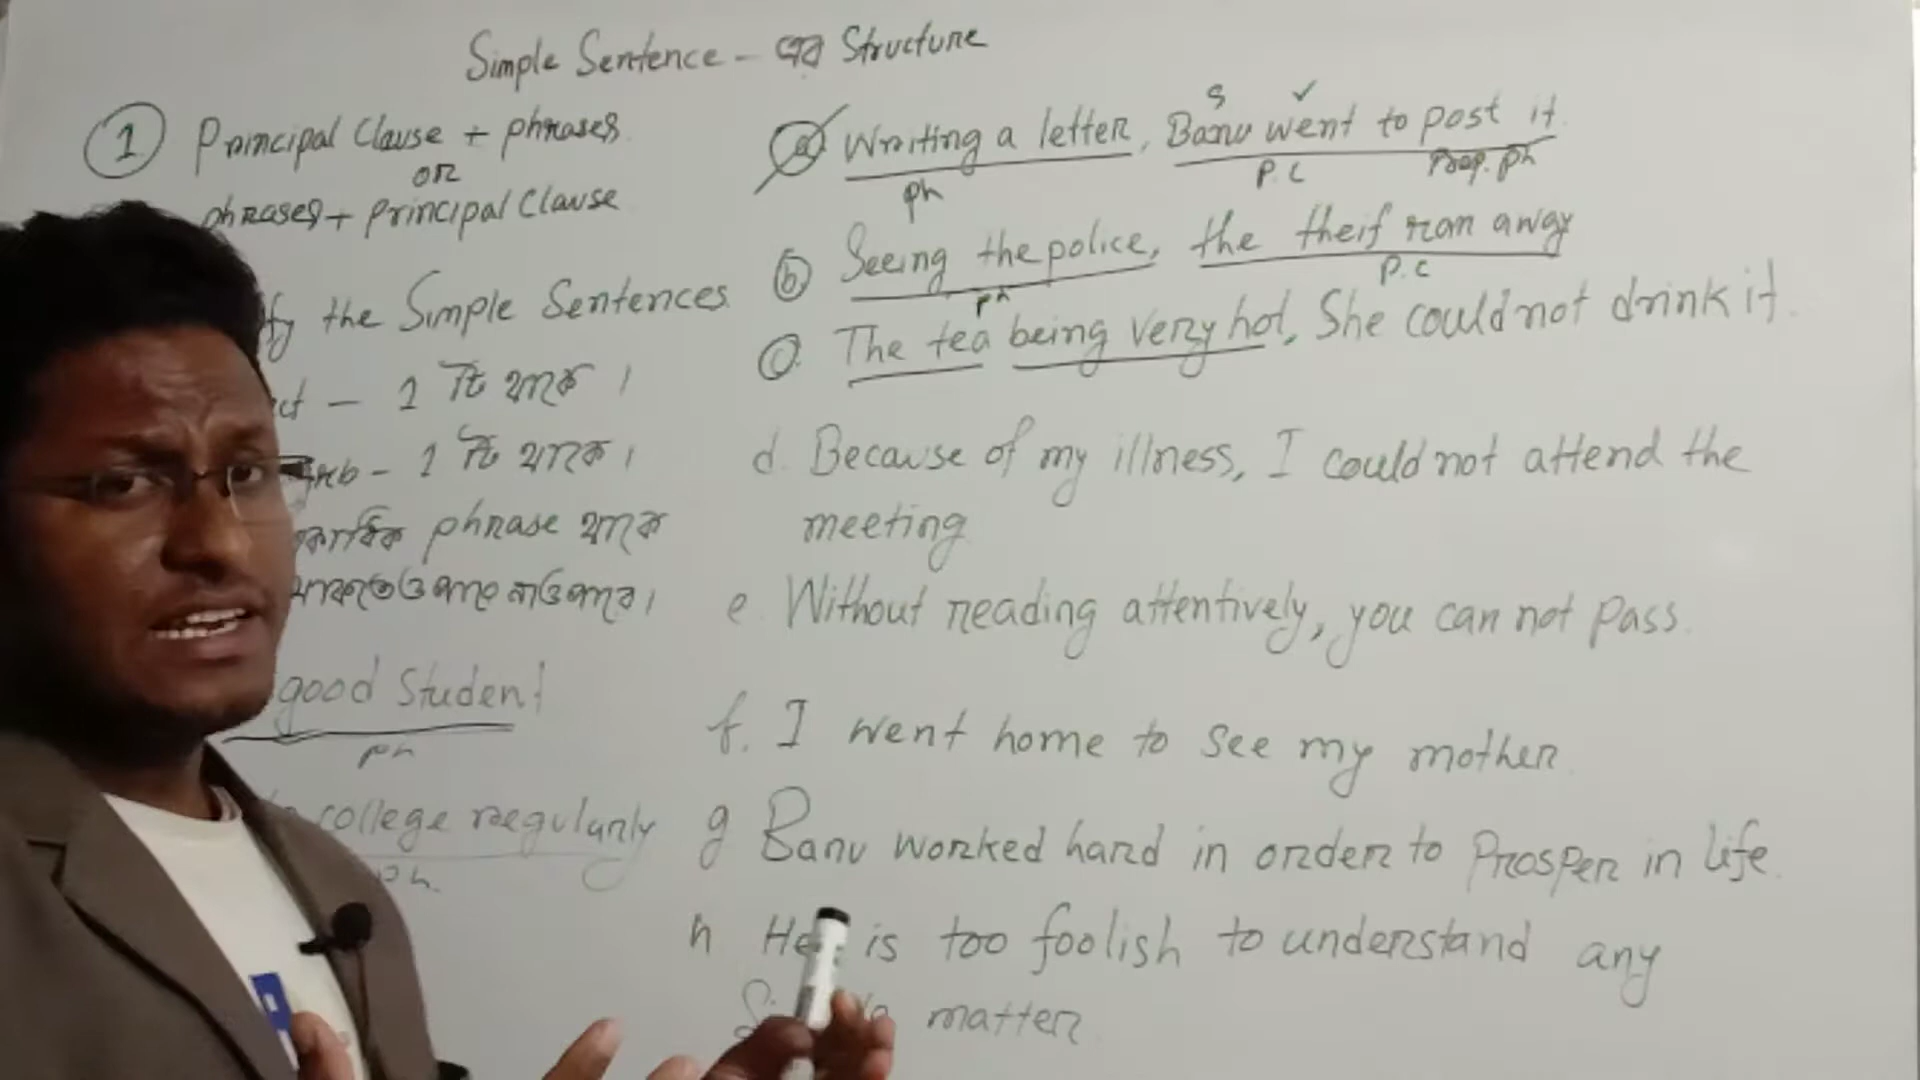 Simple Sentence - এর Structure
1 Principal Clause + phrases
OR
phrases + Principal Clause
the Simple Sentences
- 1 টি থাকে।
- 1 টি থাকে।
phrase থাকে
good Student
ph
college regularly
ph.
a Writing a letter, Banu went to post it.
S ✓
ph P.C Prep. ph
b Seeing the police, the theif ran away
ph P.C
c. The tea being very hot, She could not drink it.
d. Because of my illness, I could not attend the
meeting
e. Without reading attentively, you can not pass.
f. I went home to see my mother.
g Banu worked hard in order to Prosper in life.
h He is too foolish to understand any
matter.